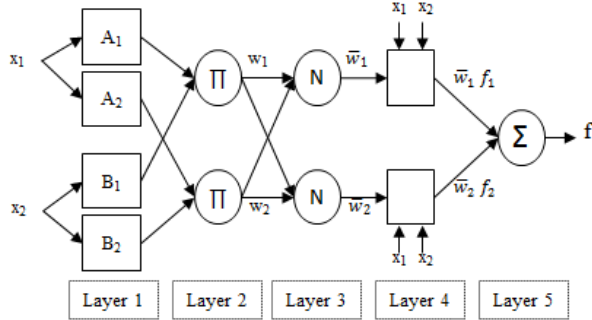 x₁ x₂
A₁ w₁ w̅₁
x₁ Π N w̅₁ f₁
A₂
Σ f
B₁
x₂ Π N w̅₂ f₂
B₂ w₂ w̅₂
x₁ x₂
Layer 1 Layer 2 Layer 3 Layer 4 Layer 5